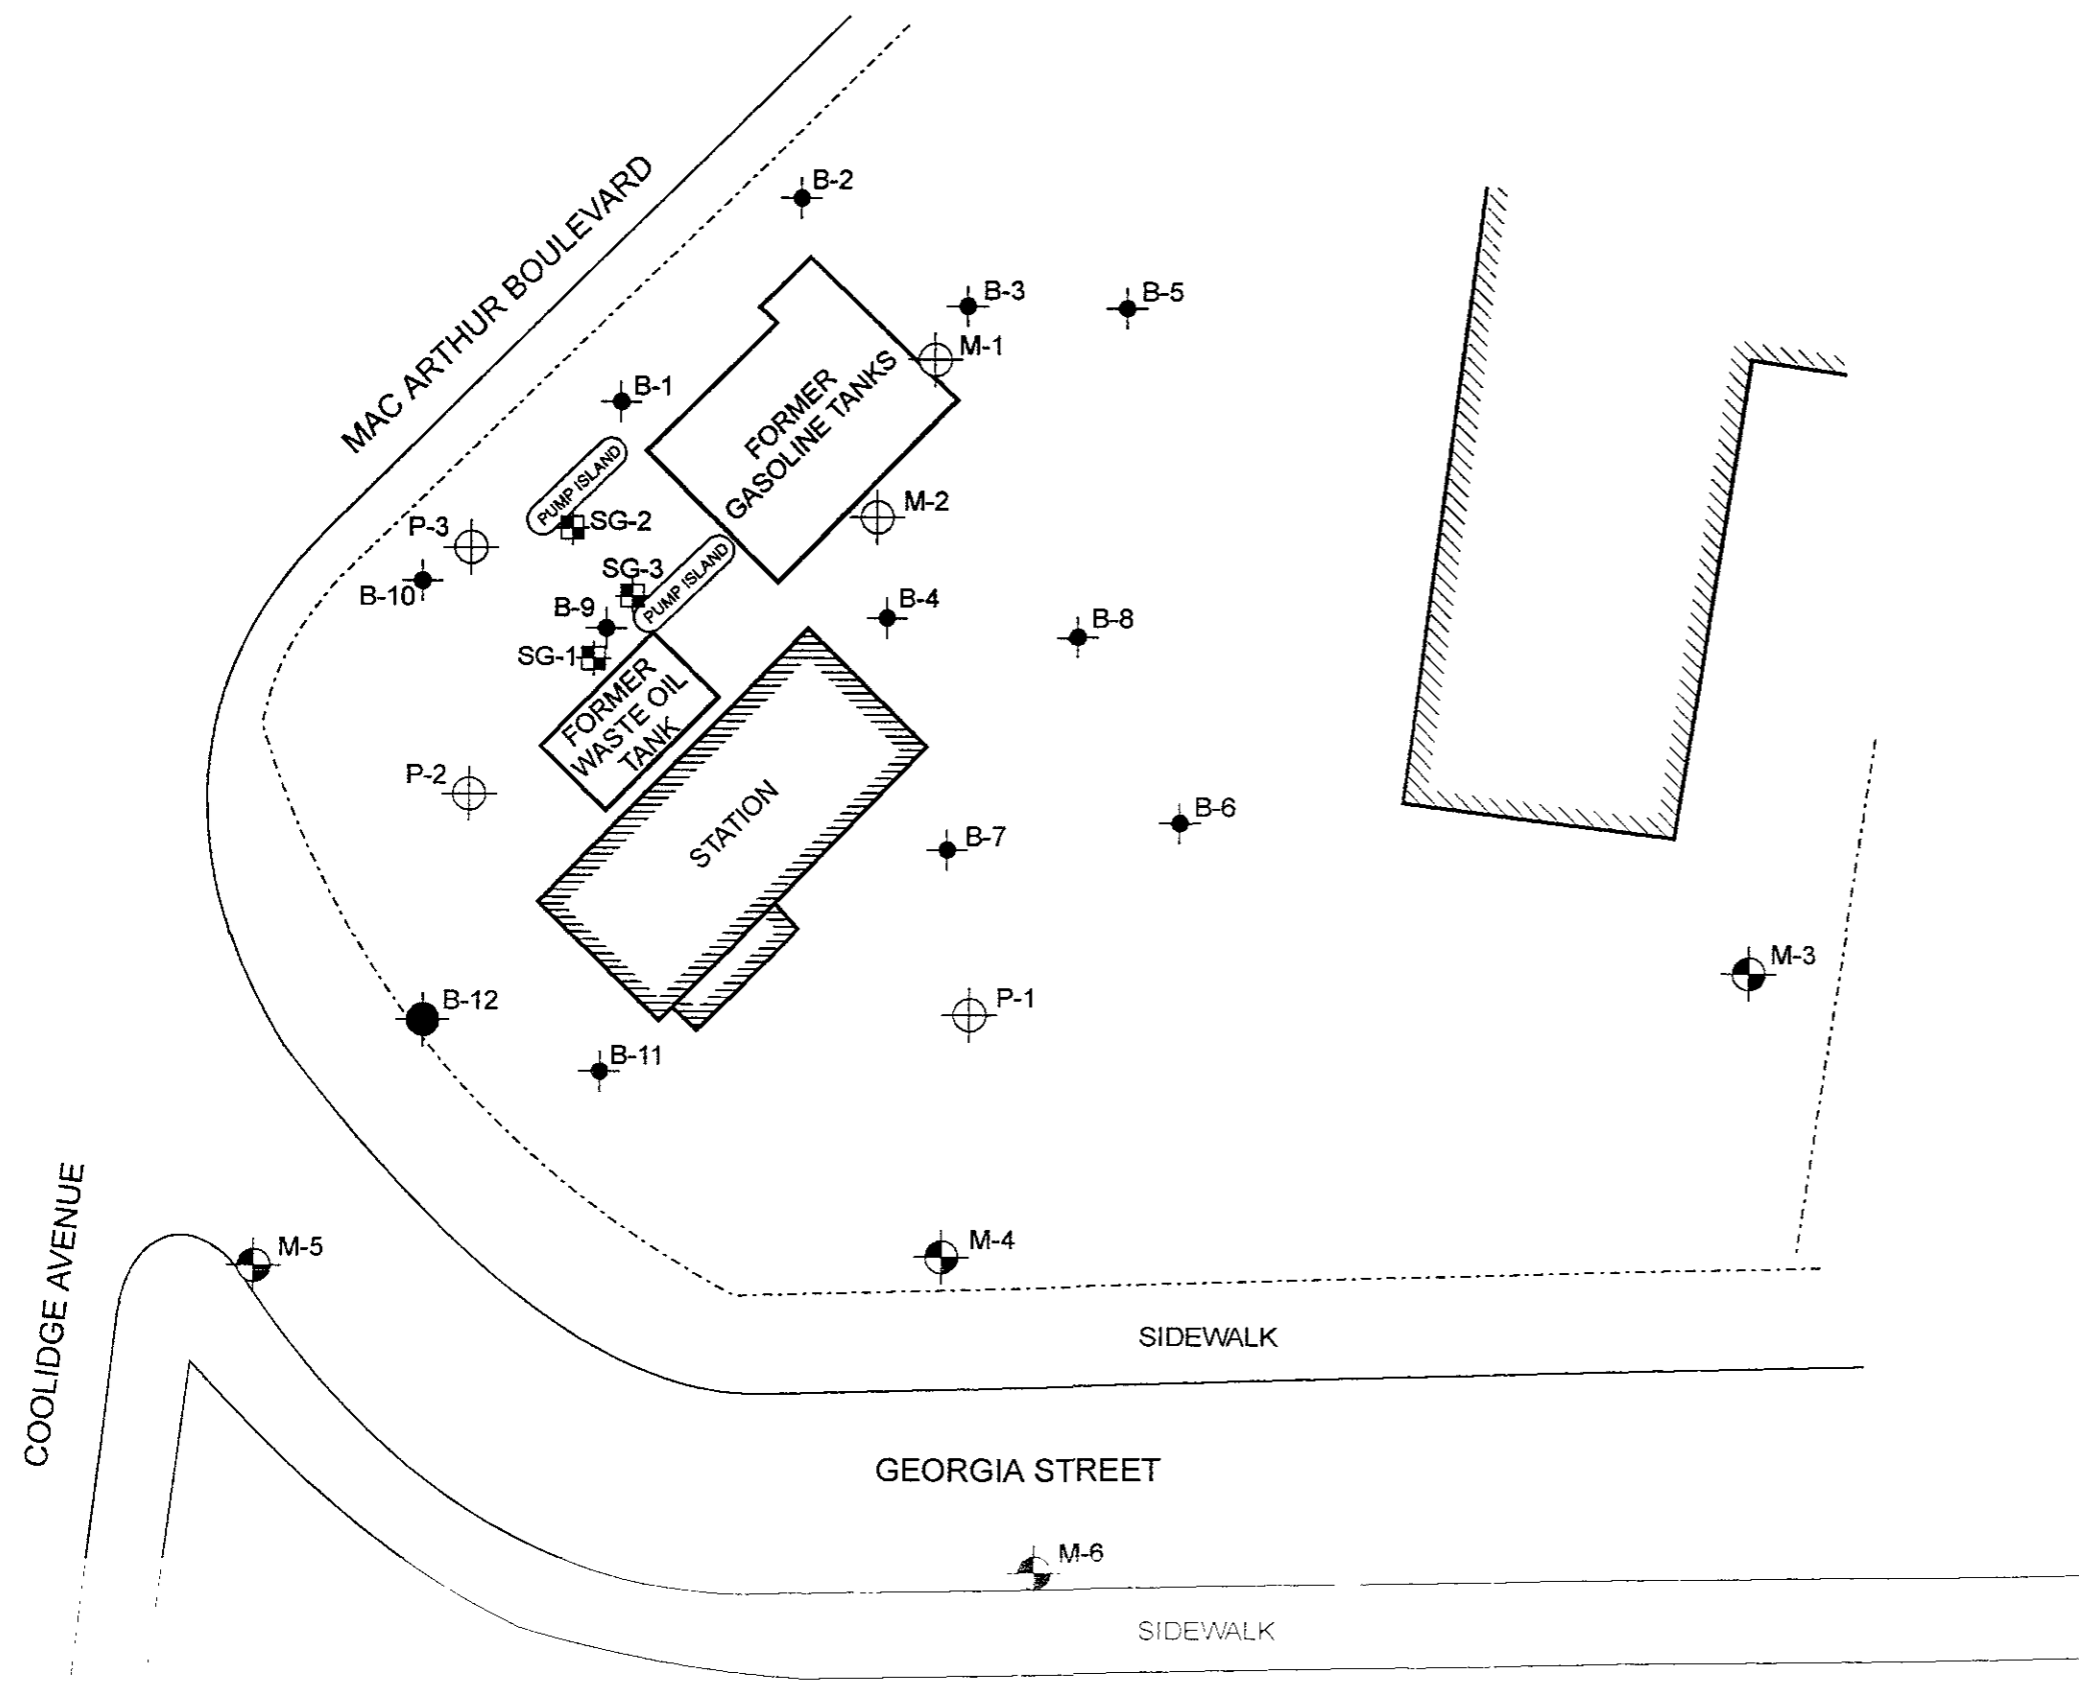 B-2
MAC ARTHUR BOULEVARD
B-3
B-5
M-1
B-1
FORMER
GASOLINE TANKS
PUMP ISLAND
M-2
SG-2
P-3
PUMP ISLAND
SG-3
B-10
B-9
B-4
B-8
SG-1
FORMER
WASTE OIL
TANK
P-2
STATION
B-6
B-7
M-3
B-12
P-1
B-11
COOLIDGE AVENUE
M-5
M-4
SIDEWALK
GEORGIA STREET
M-6
SIDEWALK